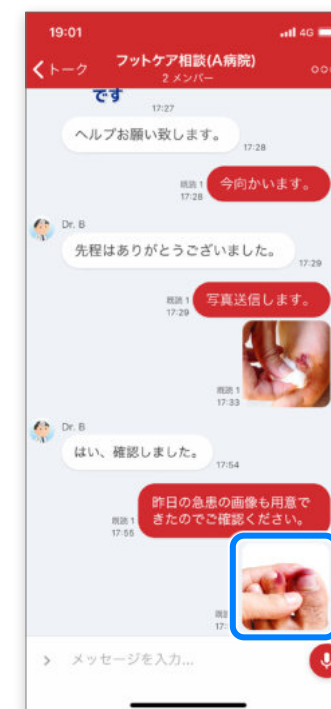 19:01
4G
トーク
フットケア相談(A病院)
2 メンバー
です
17:27
ヘルプお願い致します。
17:28
既読 1
17:28
今向かいます。
Dr. B
先程はありがとうございました。
17:29
既読 1
17:29
写真送信します。
既読 1
17:33
Dr. B
はい、確認しました。
17:54
昨日の急患の画像も用意で
きたのでご確認ください。
既読 1
17:55
メッセージを入力...